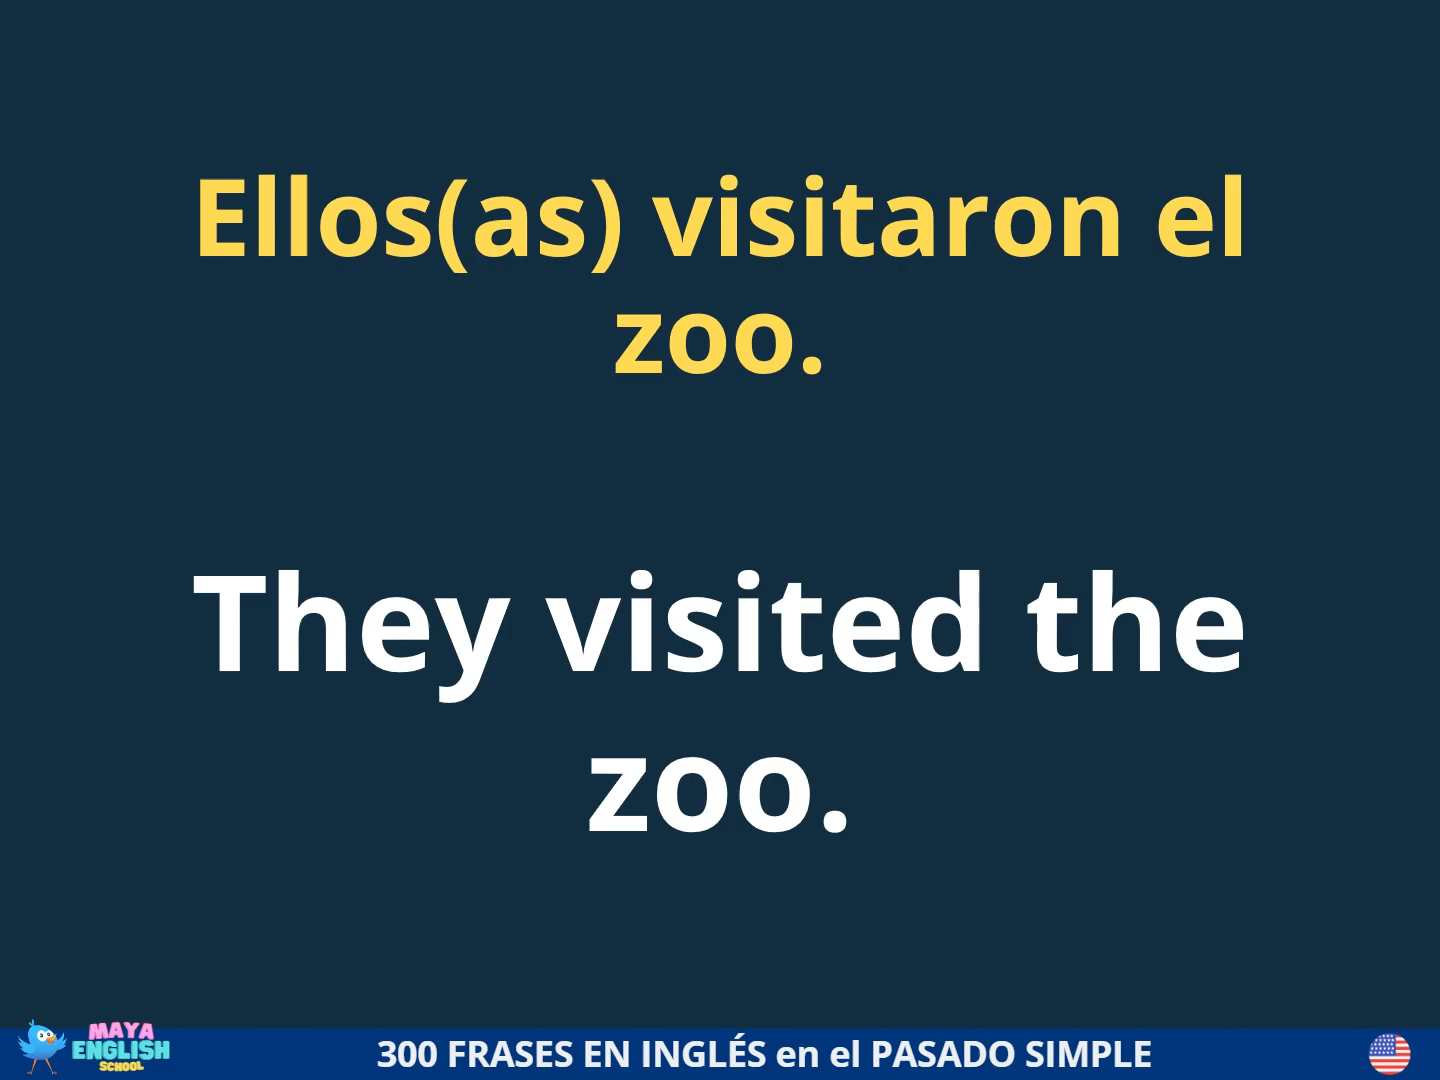 Ellos(as) visitaron el
zoo.
They visited the
zoo.
MAYA
ENGLISH
SCHOOL
300 FRASES EN INGLÉS en el PASADO SIMPLE